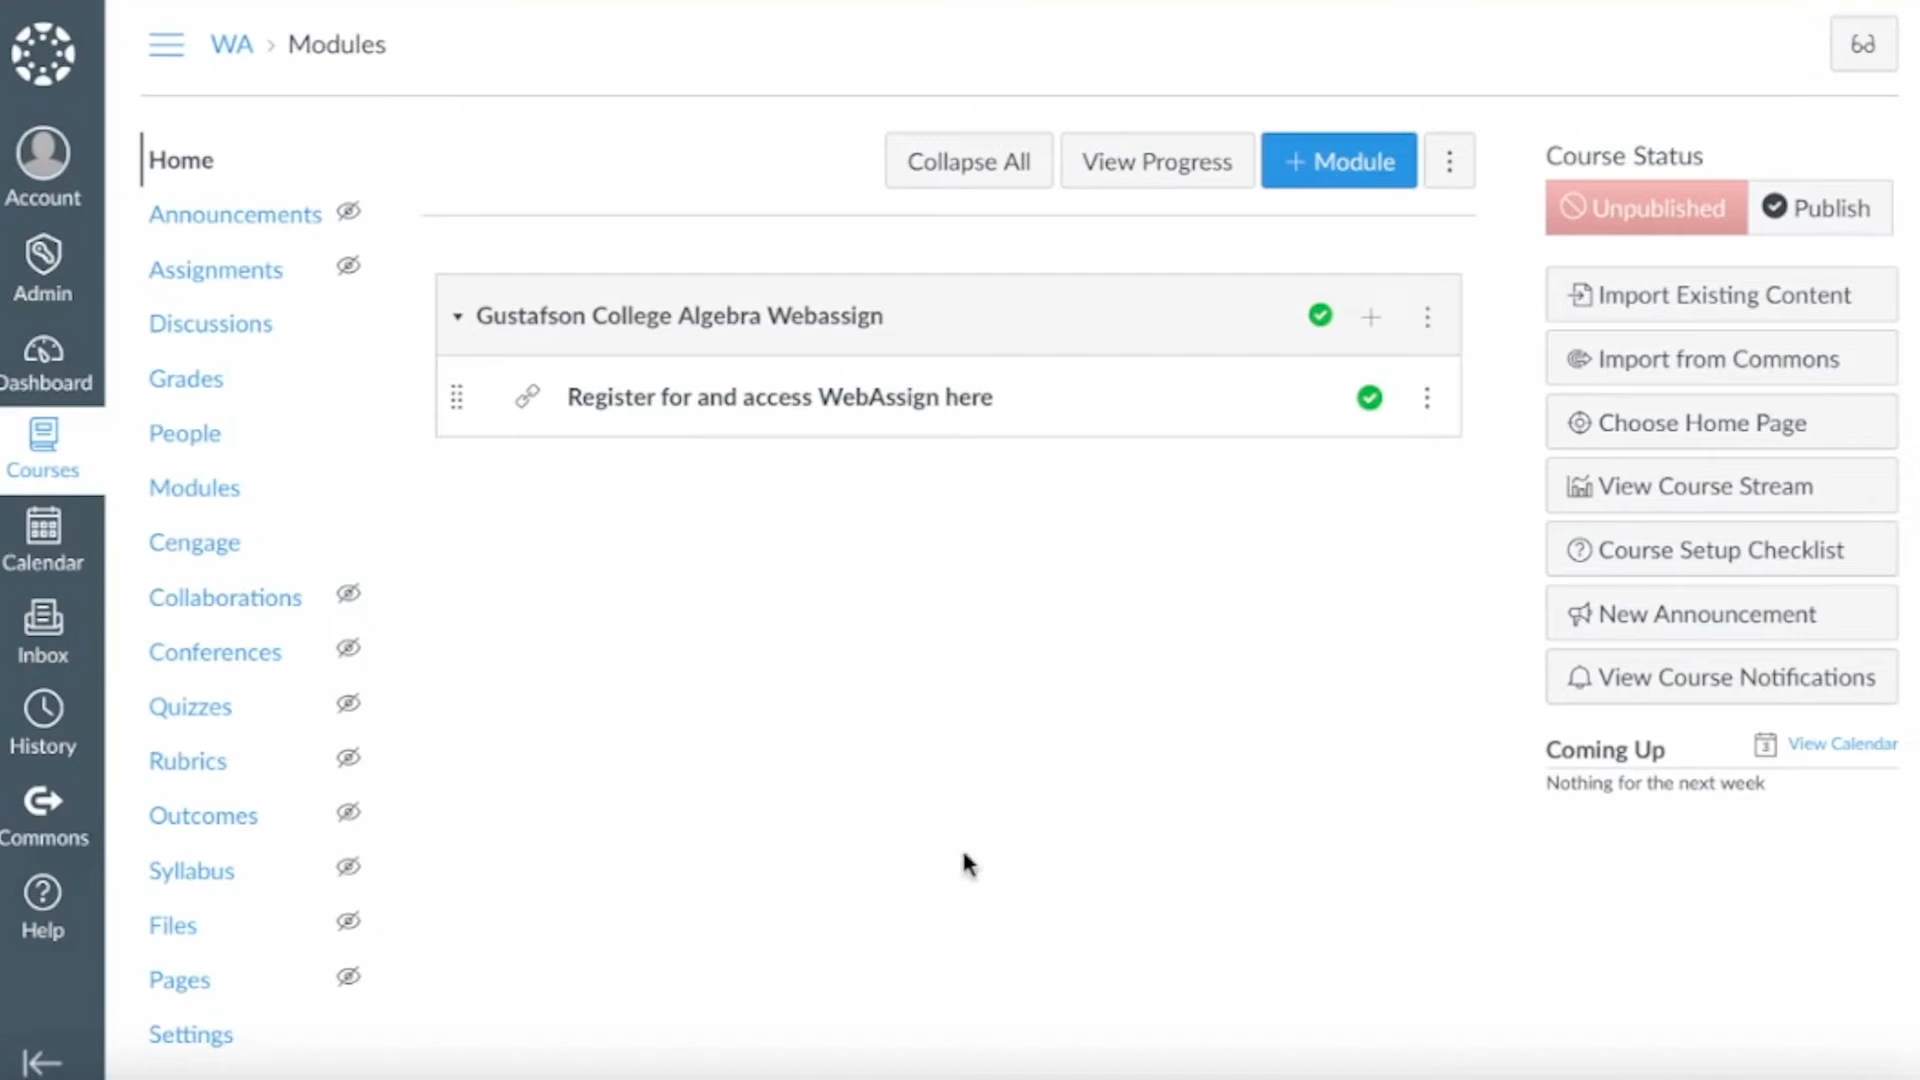 WA > Modules
Account
Admin
Dashboard
Courses
Calendar
Inbox
History
Commons
Help
Home
Announcements
Assignments
Discussions
Grades
People
Modules
Cengage
Collaborations
Conferences
Quizzes
Rubrics
Outcomes
Syllabus
Files
Pages
Settings
Collapse All
View Progress
+ Module
Gustafson College Algebra Webassign
Register for and access WebAssign here
Course Status
Unpublished
Publish
Import Existing Content
Import from Commons
Choose Home Page
View Course Stream
Course Setup Checklist
New Announcement
View Course Notifications
Coming Up
3
View Calendar
Nothing for the next week